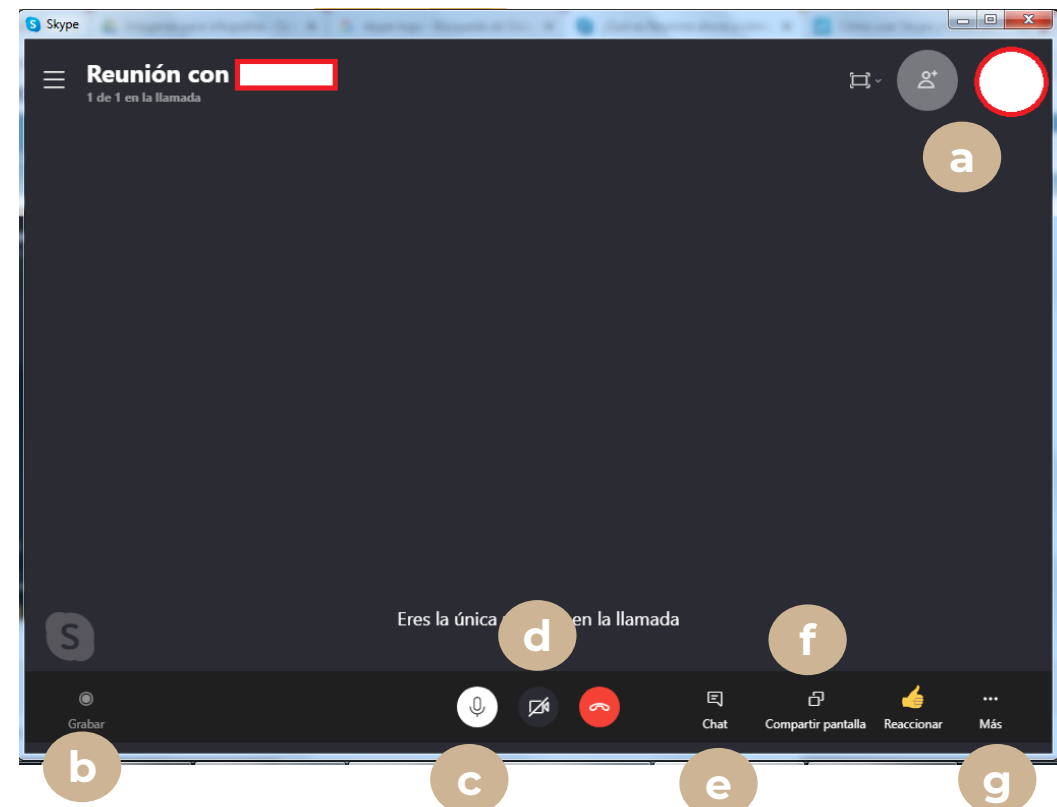 S Skype
Reunión con
1 de 1 en la llamada
a
S
Eres la única en la llamada
d
f
Grabar
Chat
Compartir pantalla
Reaccionar
Más
b
c
e
g